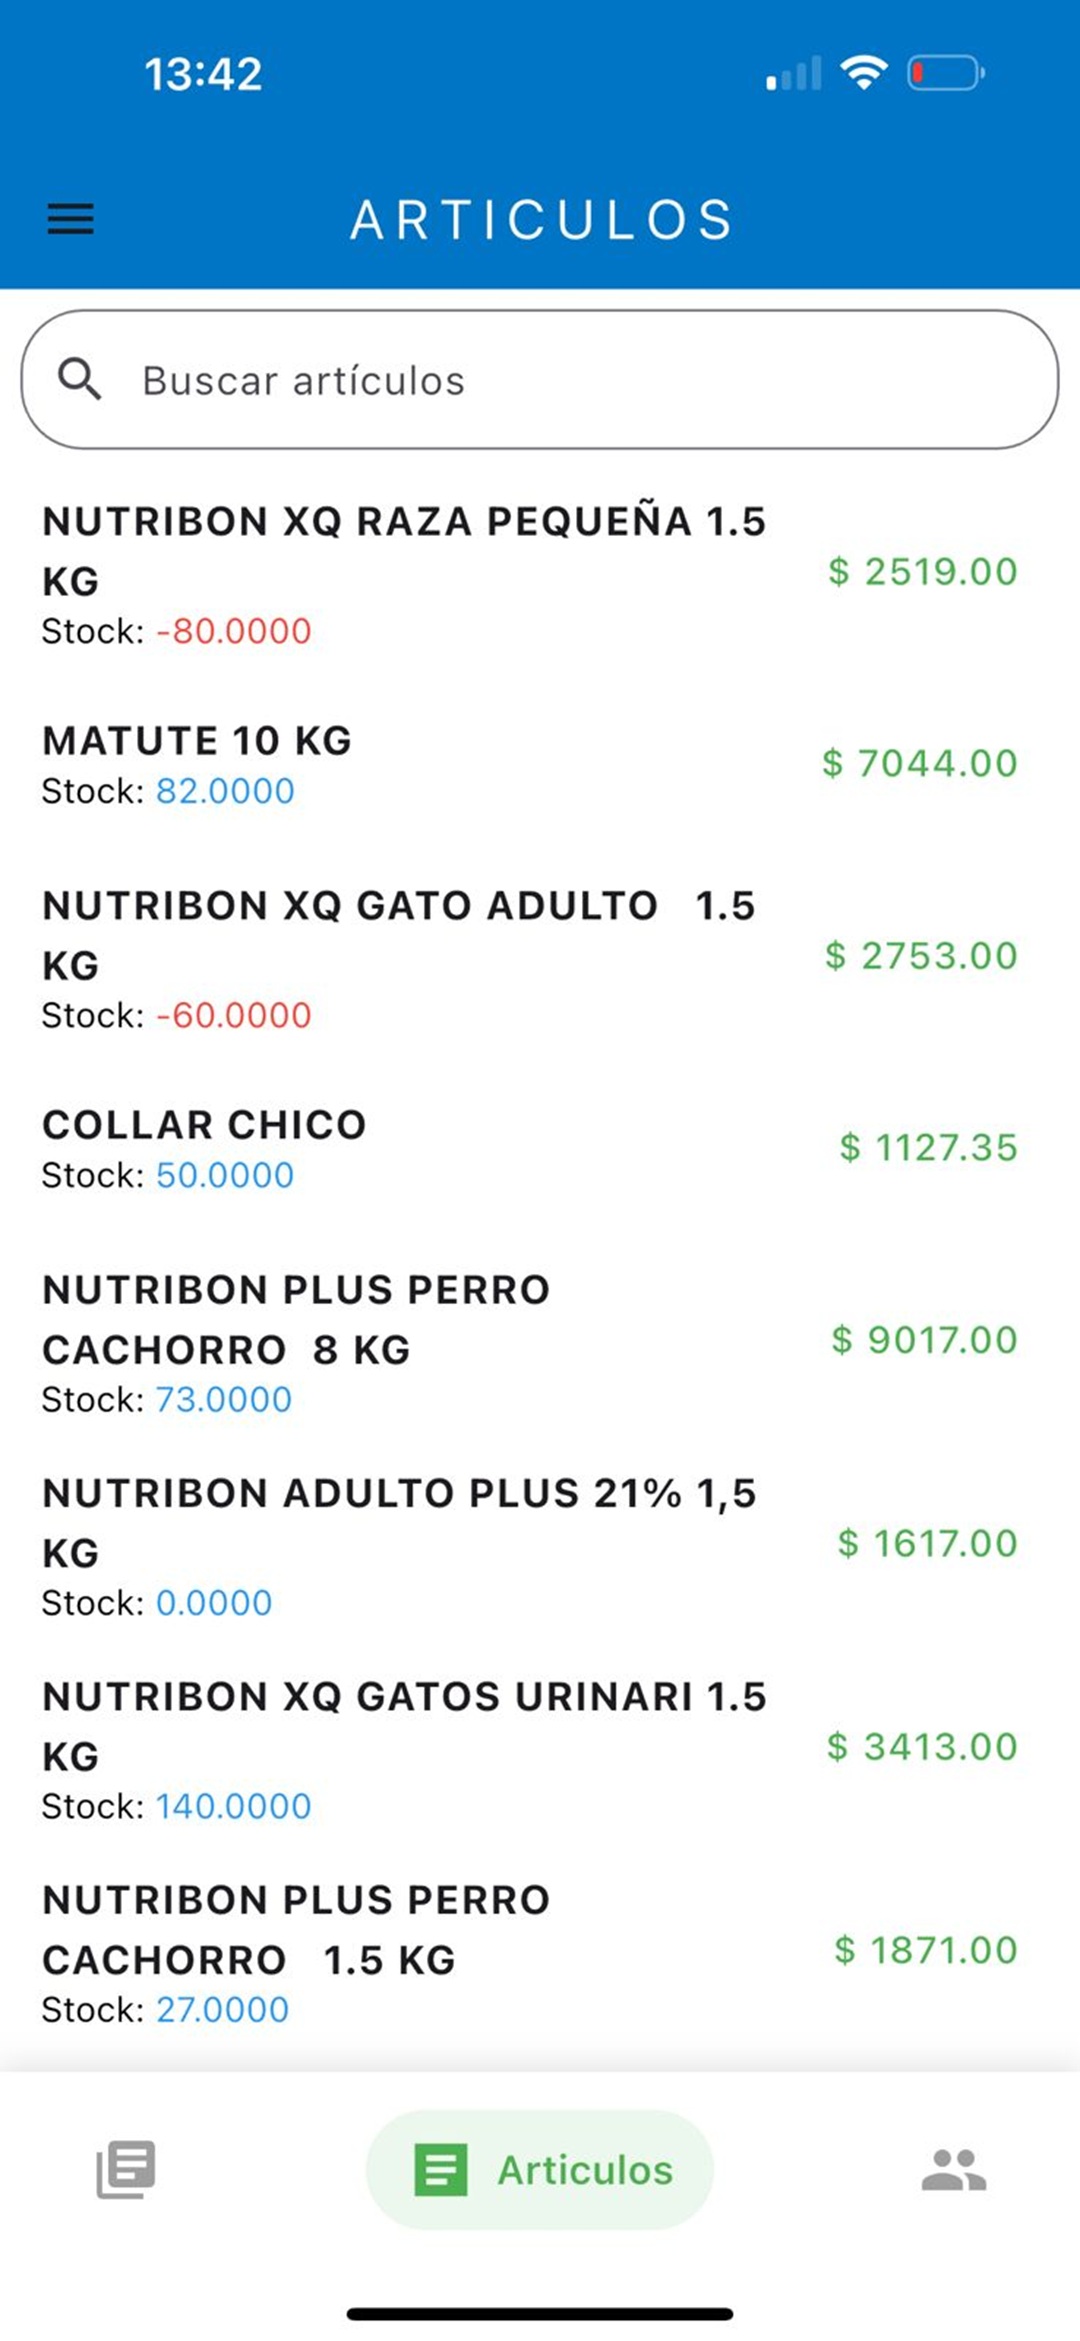 13:42
ARTICULOS
Buscar artículos
NUTRIBON XQ RAZA PEQUEÑA 1.5
KG
$ 2519.00
Stock: -80.0000
MATUTE 10 KG
$ 7044.00
Stock: 82.0000
NUTRIBON XQ GATO ADULTO   1.5
KG
$ 2753.00
Stock: -60.0000
COLLAR CHICO
$ 1127.35
Stock: 50.0000
NUTRIBON PLUS PERRO
CACHORRO  8 KG
$ 9017.00
Stock: 73.0000
NUTRIBON ADULTO PLUS 21% 1,5
KG
$ 1617.00
Stock: 0.0000
NUTRIBON XQ GATOS URINARI 1.5
KG
$ 3413.00
Stock: 140.0000
NUTRIBON PLUS PERRO
CACHORRO   1.5 KG
$ 1871.00
Stock: 27.0000
Articulos